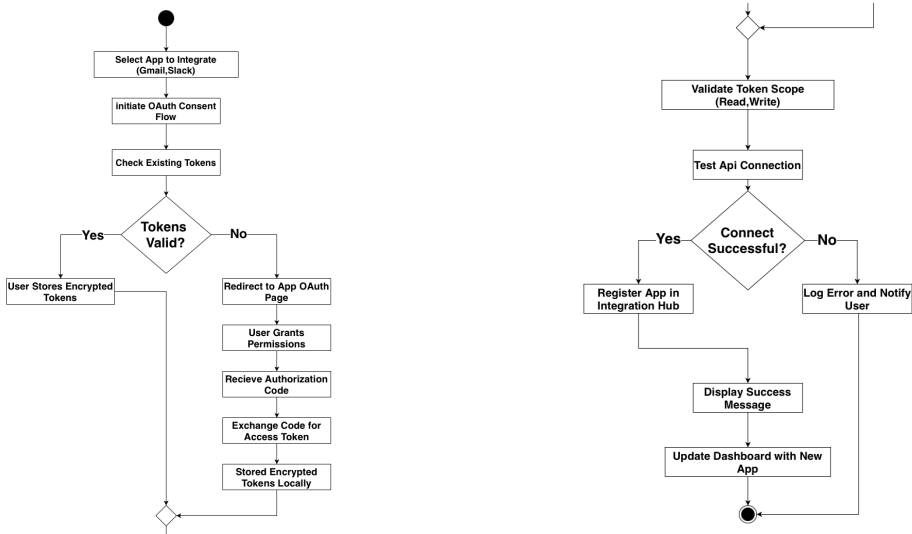 Select App to Integrate
(Gmail,Slack)
initiate OAuth Consent
Flow
Check Existing Tokens
Tokens
Valid?
Yes
No
User Stores Encrypted
Tokens
Redirect to App OAuth
Page
User Grants
Permissions
Recieve Authorization
Code
Exchange Code for
Access Token
Stored Encrypted
Tokens Locally
Validate Token Scope
(Read,Write)
Test Api Connection
Connect
Successful?
Yes
No
Register App in
Integration Hub
Log Error and Notify
User
Display Success
Message
Update Dashboard with New
App